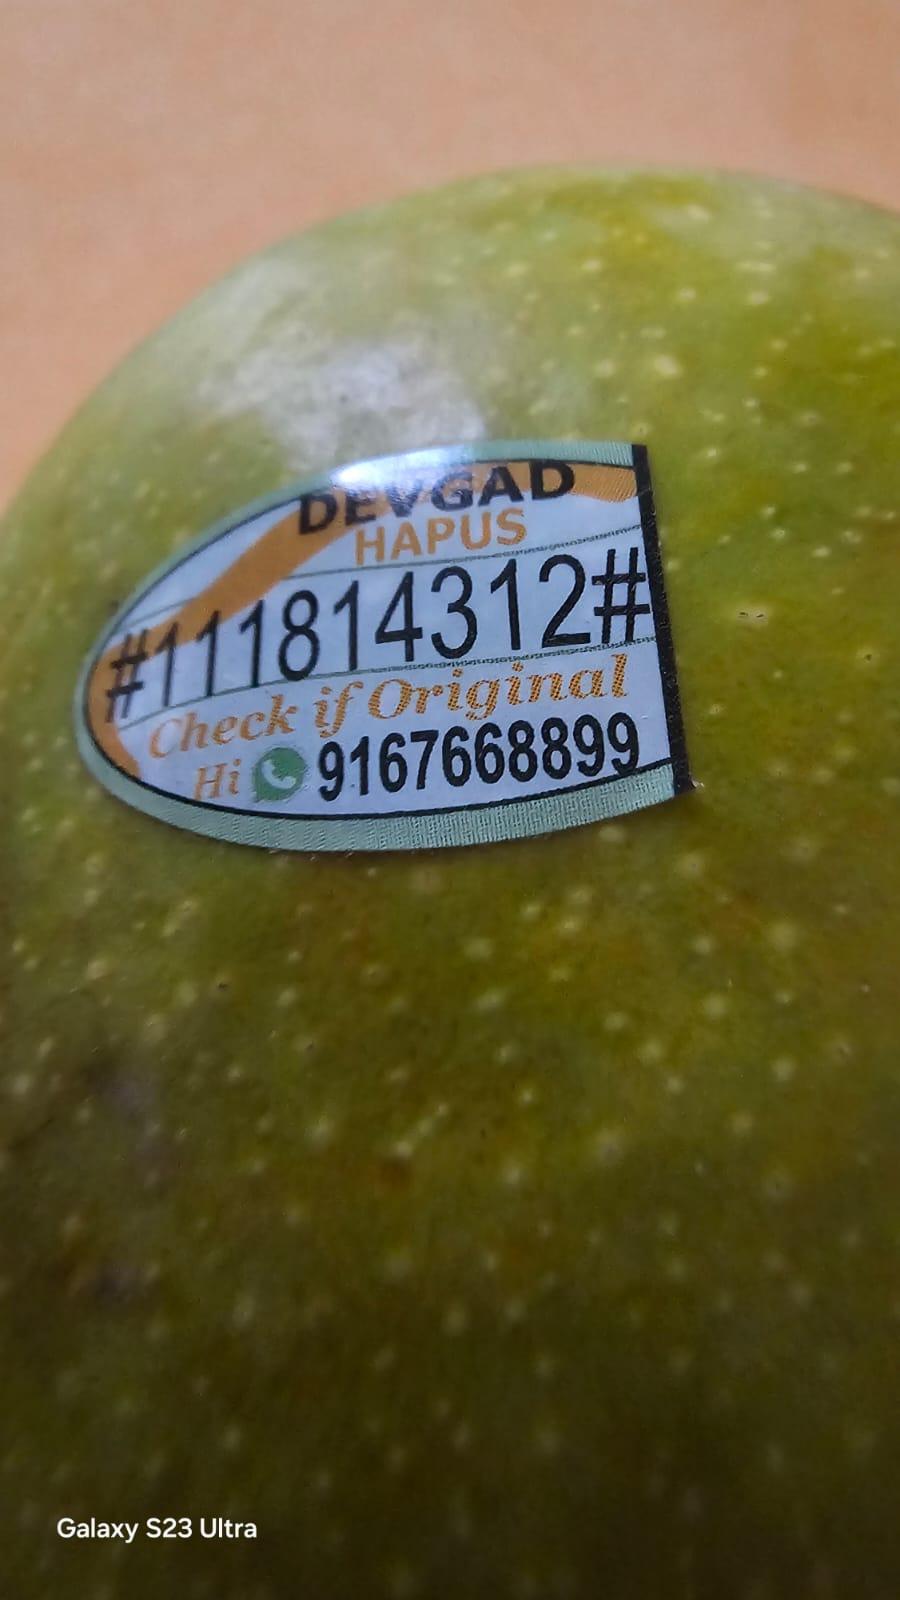 DEVGAD
HAPUS
#111814312#
Check if Original
Hi 9167668899
Galaxy S23 Ultra